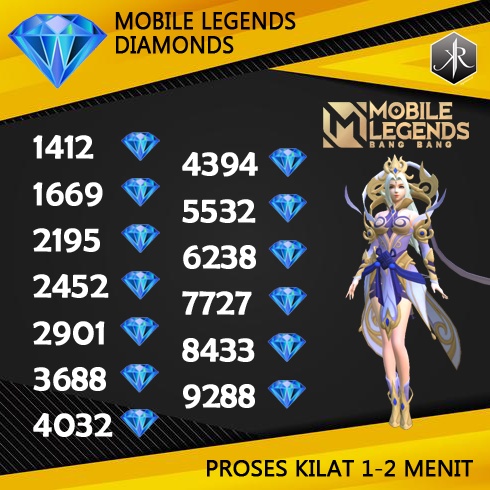 MOBILE LEGENDS
DIAMONDS
KR
MOBILE
LEGENDS
BANG BANG
1412
1669
2195
2452
2901
3688
4032
4394
5532
6238
7727
8433
9288
PROSES KILAT 1-2 MENIT